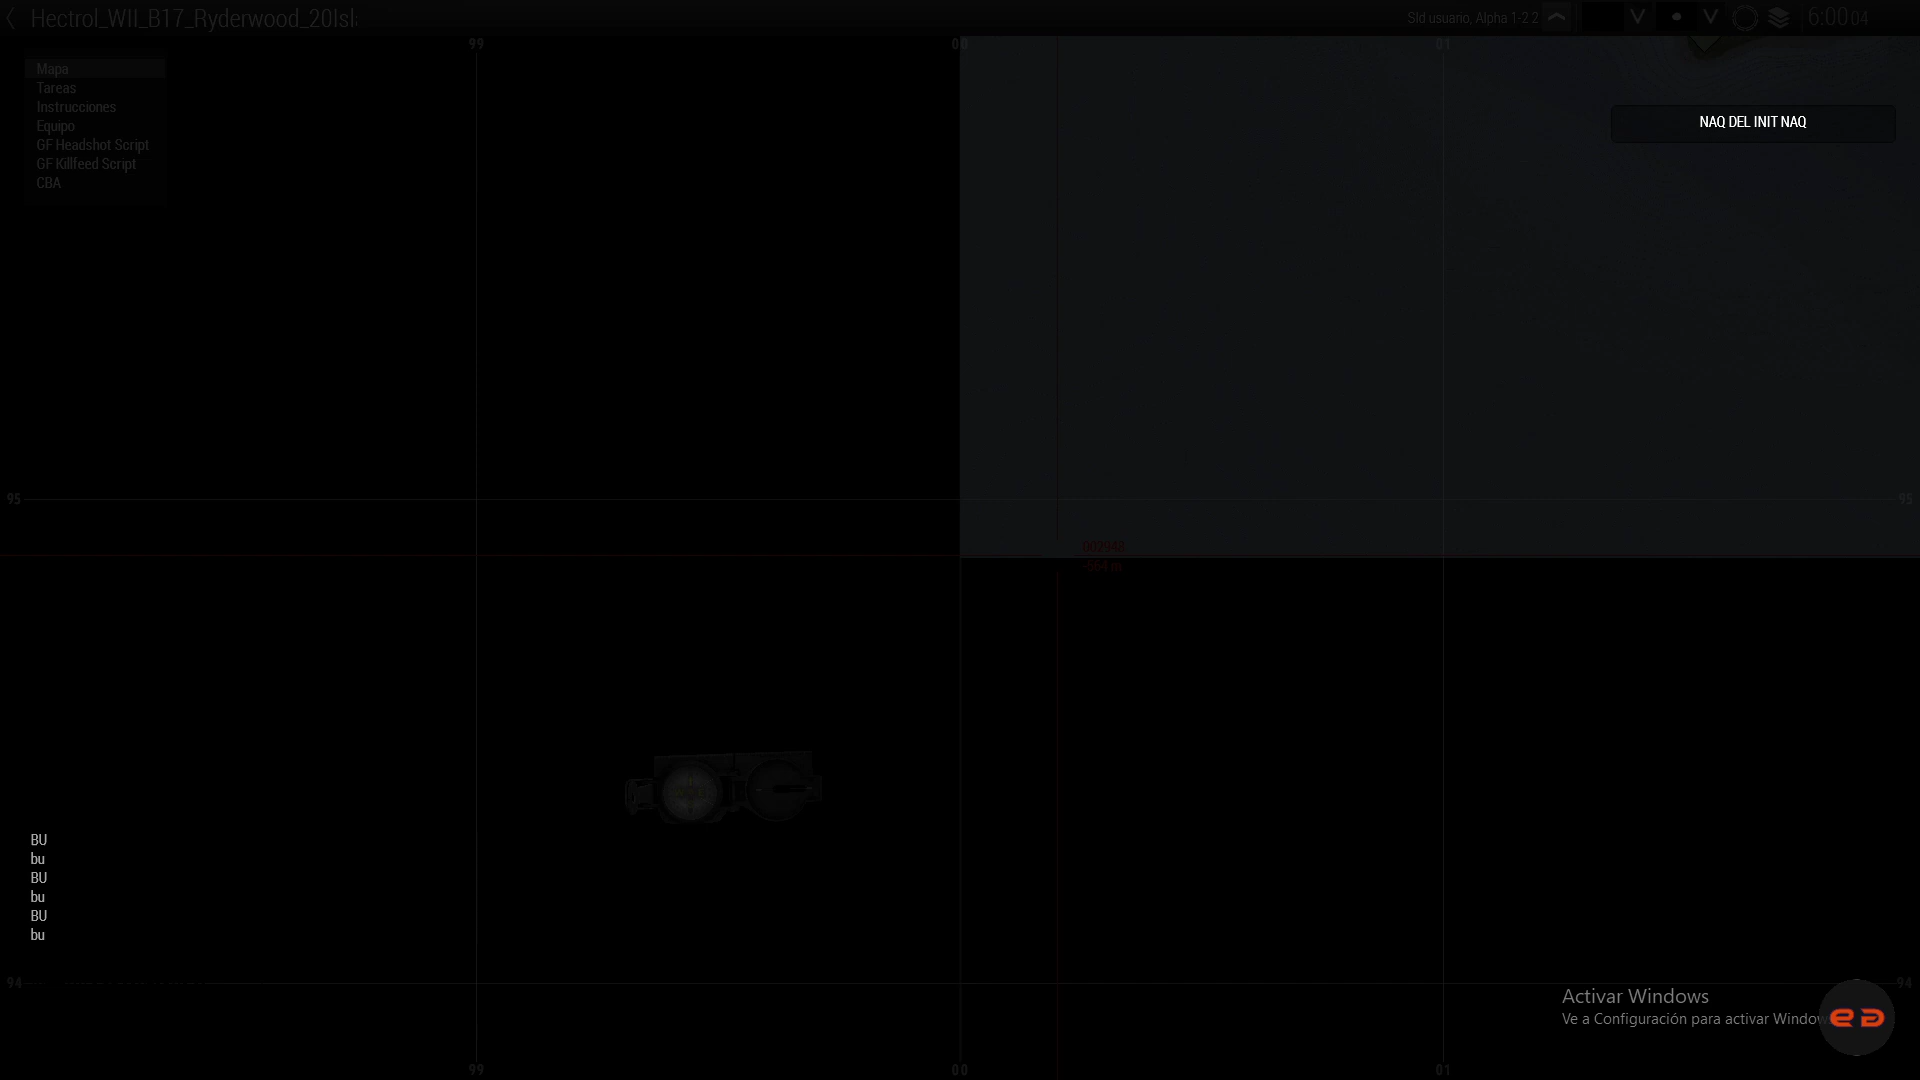 Hectrol_WII_B17_Ryderwood_20Isl
Sld usuario, Alpha 1-2 2
6:00 04
99
00
01
Mapa
Tareas
Instrucciones
Equipo
GF Headshot Script
GF Killfeed Script
CBA
NAQ DEL INIT NAQ
95
95
002948
-664 m
BU
bu
BU
bu
BU
bu
94
94
Activar Windows
Ve a Configuración para activar Window
99
00
01